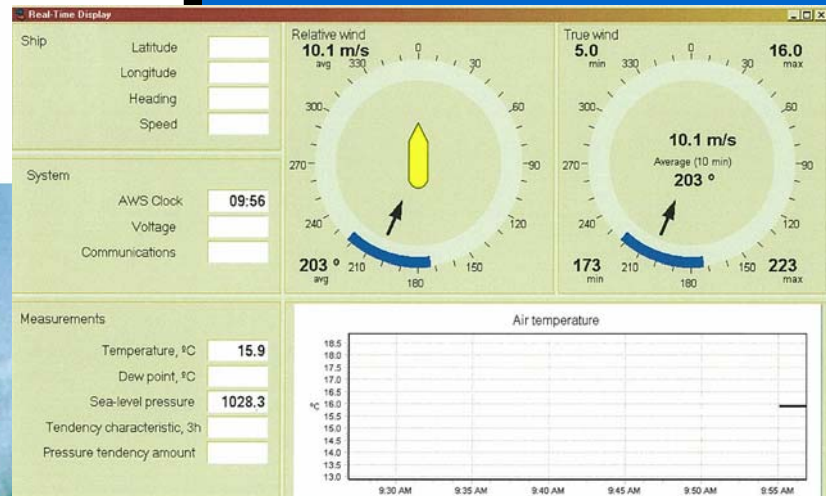 Real-Time Display
Ship
Latitude
Longitude
Heading
Speed
System
AWS Clock 09:56
Voltage
Communications
Measurements
Temperature, ºC 15.9
Dew point, ºC
Sea-level pressure 1028.3
Tendency characteristic, 3h
Pressure tendency amount
Relative wind
10.1 m/s
avg
0
30
60
90
120
150
180
210
240
270
300
330
203 º
avg
True wind
5.0
min
16.0
max
0
30
60
90
120
150
180
210
240
270
300
330
10.1 m/s
Average (10 min)
203 º
173
min
223
max
Air temperature
ºC
18.5
18.0
17.5
17.0
16.5
16.0
15.5
15.0
14.5
14.0
13.5
13.0
9:30 AM 9:35 AM 9:40 AM 9:45 AM 9:50 AM 9:55 AM